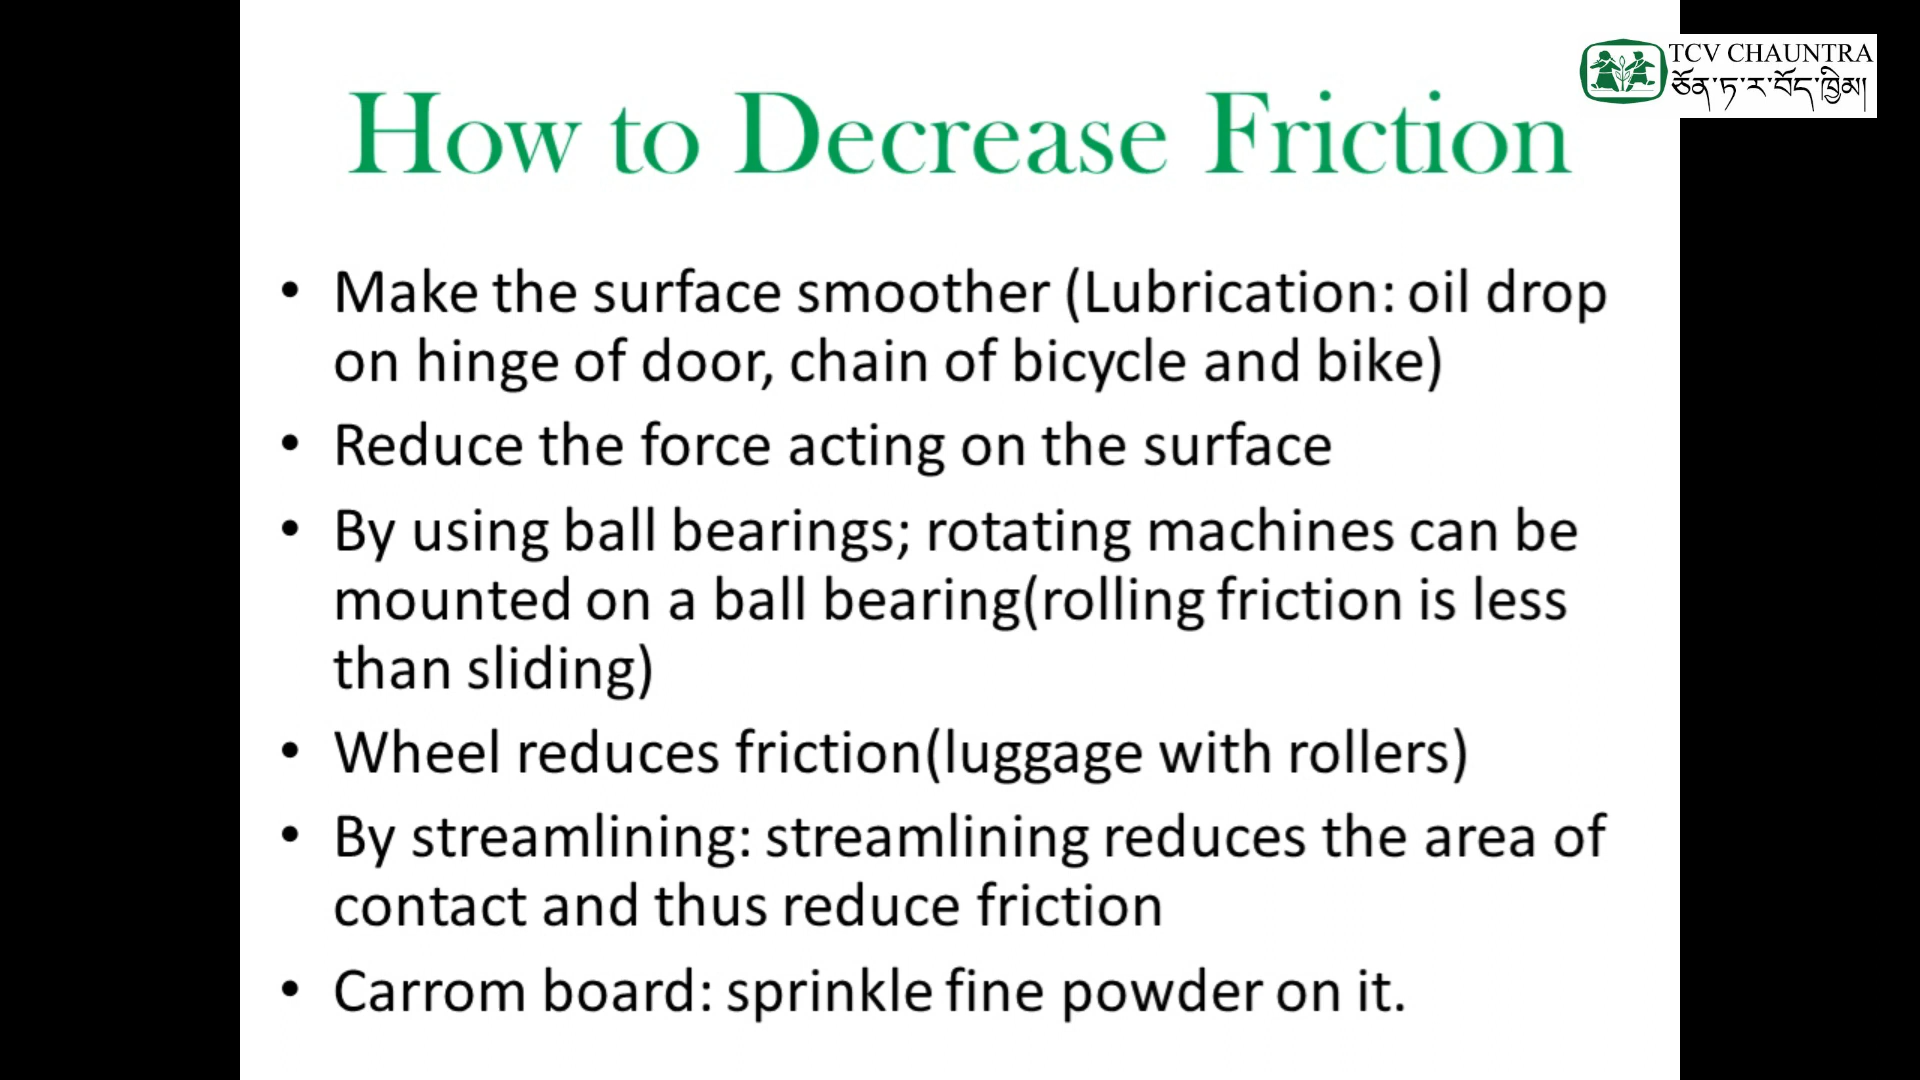 TCV CHAUNTRA
ཅོན་ཏ་ར་བོད་ཁྱིམ།
How to Decrease Friction
• Make the surface smoother (Lubrication: oil drop
on hinge of door, chain of bicycle and bike)
• Reduce the force acting on the surface
• By using ball bearings; rotating machines can be
mounted on a ball bearing(rolling friction is less
than sliding)
• Wheel reduces friction(luggage with rollers)
• By streamlining: streamlining reduces the area of
contact and thus reduce friction
• Carrom board: sprinkle fine powder on it.